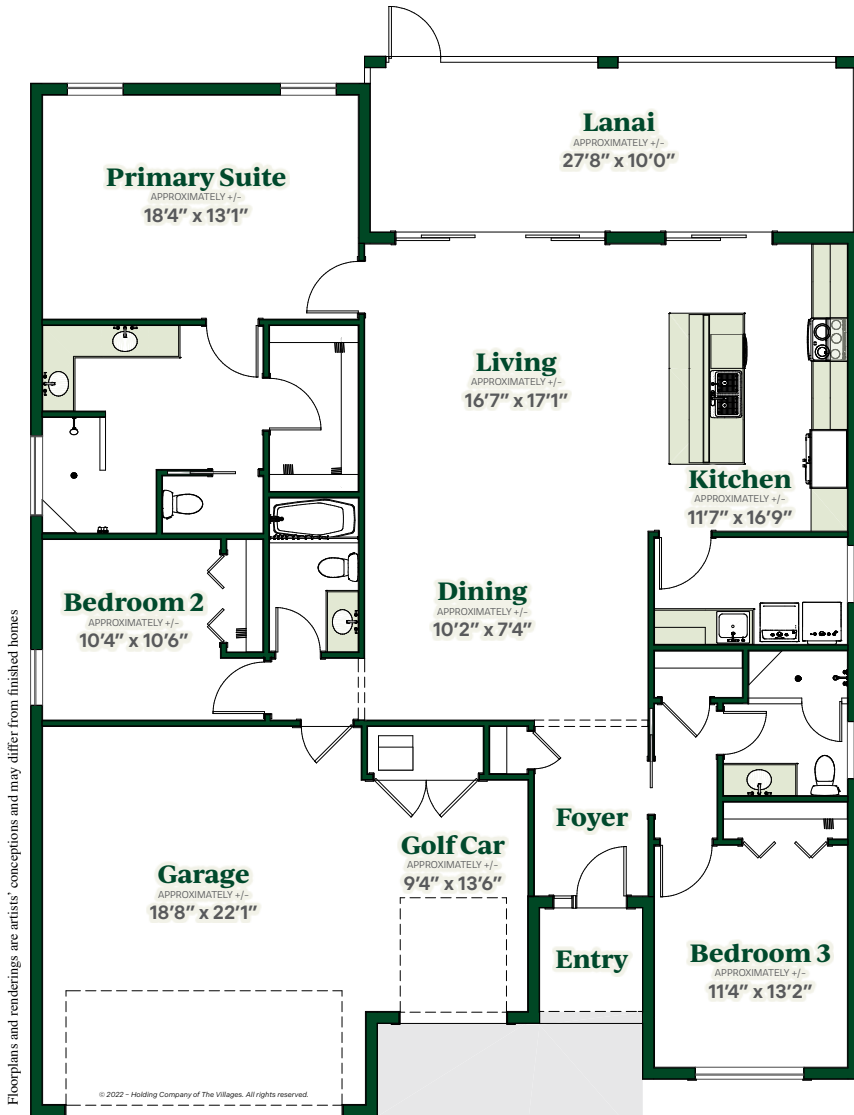 Lanai
APPROXIMATELY +/-
27’8” x 10’0”
Primary Suite
APPROXIMATELY +/-
18’4” x 13’1”
Living
APPROXIMATELY +/-
16’7” x 17’1”
Kitchen
APPROXIMATELY +/-
11’7” x 16’9”
Bedroom 2
APPROXIMATELY +/-
10’4” x 10’6”
Dining
APPROXIMATELY +/-
10’2” x 7’4”
Foyer
Golf Car
APPROXIMATELY +/-
9’4” x 13’6”
Garage
APPROXIMATELY +/-
18’8” x 22’1”
Entry
Bedroom 3
APPROXIMATELY +/-
11’4” x 13’2”
© 2022 – Holding Company of The Villages. All rights reserved.
Floorplans and renderings are artists’ conceptions and may differ from finished homes